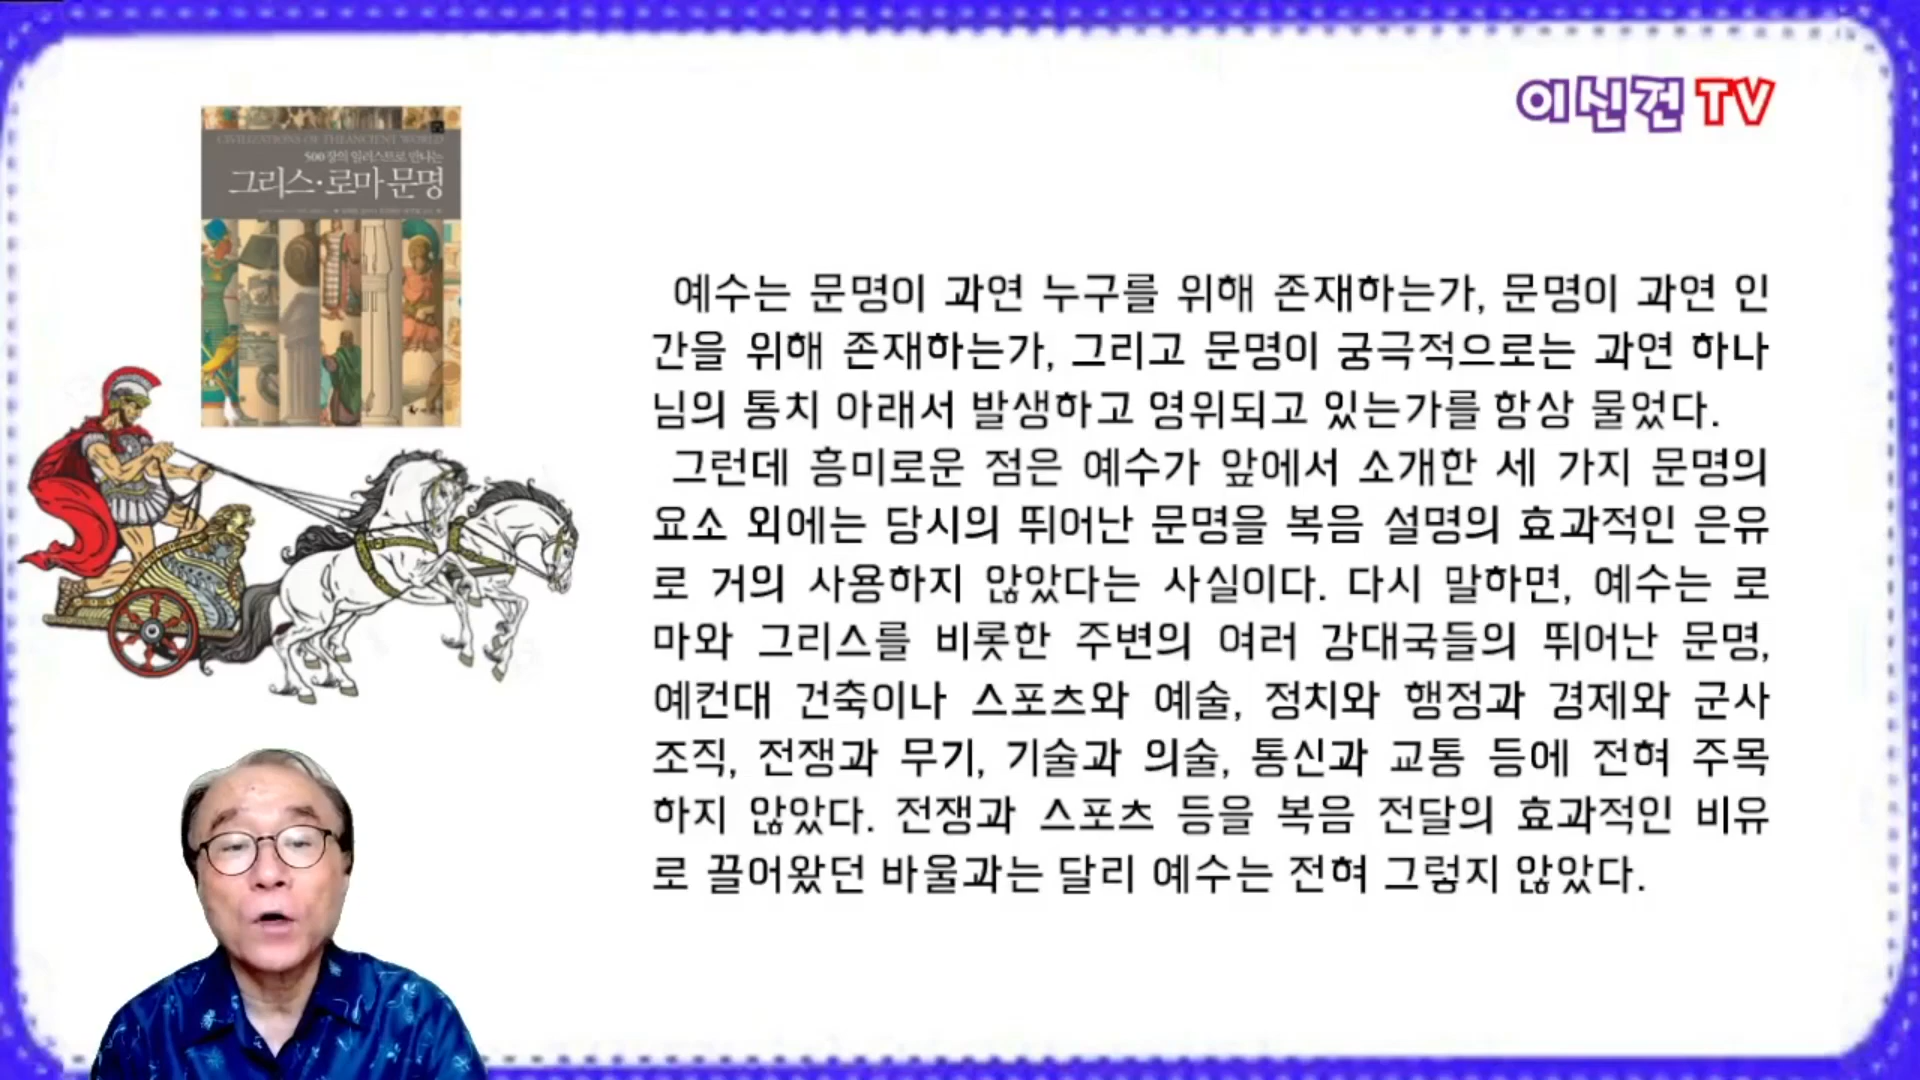 이신건 TV
CIVILIZATIONS OF THE ANCIENT WORLD
500장의 일러스트로 만나는
그리스·로마 문명
예수는 문명이 과연 누구를 위해 존재하는가, 문명이 과연 인
간을 위해 존재하는가, 그리고 문명이 궁극적으로는 과연 하나
님의 통치 아래서 발생하고 영위되고 있는가를 항상 물었다.
그런데 흥미로운 점은 예수가 앞에서 소개한 세 가지 문명의
요소 외에는 당시의 뛰어난 문명을 복음 설명의 효과적인 은유
로 거의 사용하지 않았다는 사실이다. 다시 말하면, 예수는 로
마와 그리스를 비롯한 주변의 여러 강대국들의 뛰어난 문명,
예컨대 건축이나 스포츠와 예술, 정치와 행정과 경제와 군사
조직, 전쟁과 무기, 기술과 의술, 통신과 교통 등에 전혀 주목
하지 않았다. 전쟁과 스포츠 등을 복음 전달의 효과적인 비유
로 끌어왔던 바울과는 달리 예수는 전혀 그렇지 않았다.